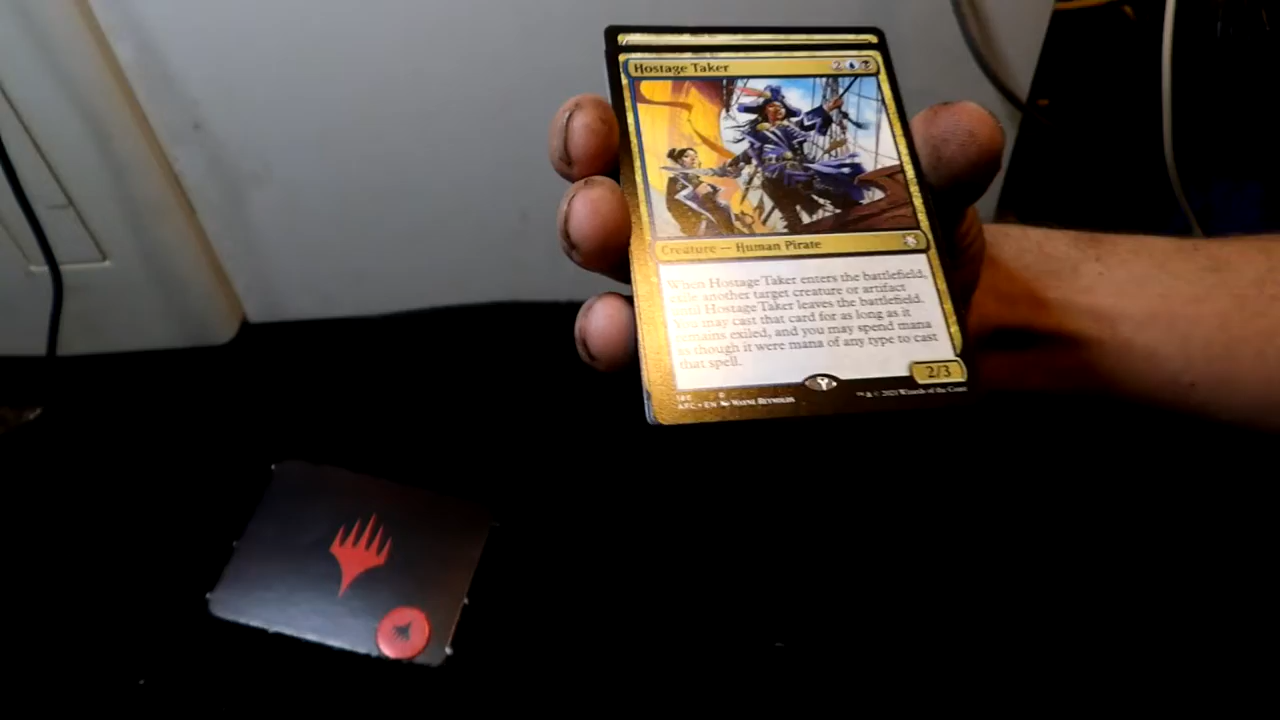 Hostage Taker 2
Creature — Human Pirate
When Hostage Taker enters the battlefield,
exile another target creature or artifact
until Hostage Taker leaves the battlefield.
You may cast that card for as long as it
remains exiled, and you may spend mana
as though it were mana of any type to cast
that spell.
2/3
R
AFC • EN Wayne Reynolds
™ & © 2021 Wizards of the Coast